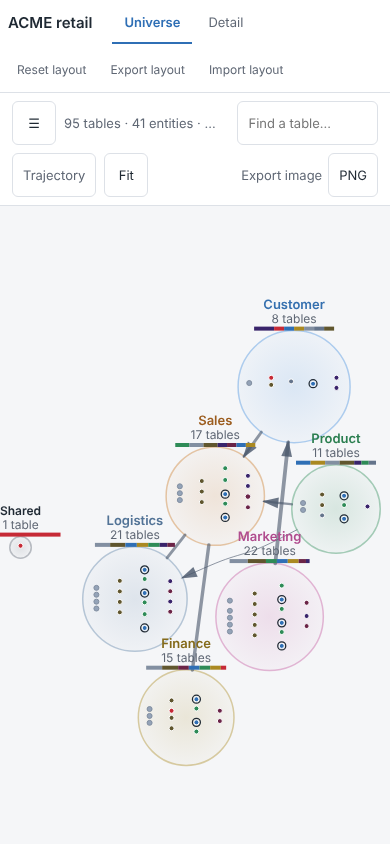 ACME retail Universe Detail
Reset layout Export layout Import layout
☰ 95 tables · 41 entities · ... Find a table...
Trajectory Fit Export image PNG
Customer
8 tables
Sales
17 tables
Product
11 tables
Shared
1 table
Logistics
21 tables
Marketing
22 tables
Finance
15 tables